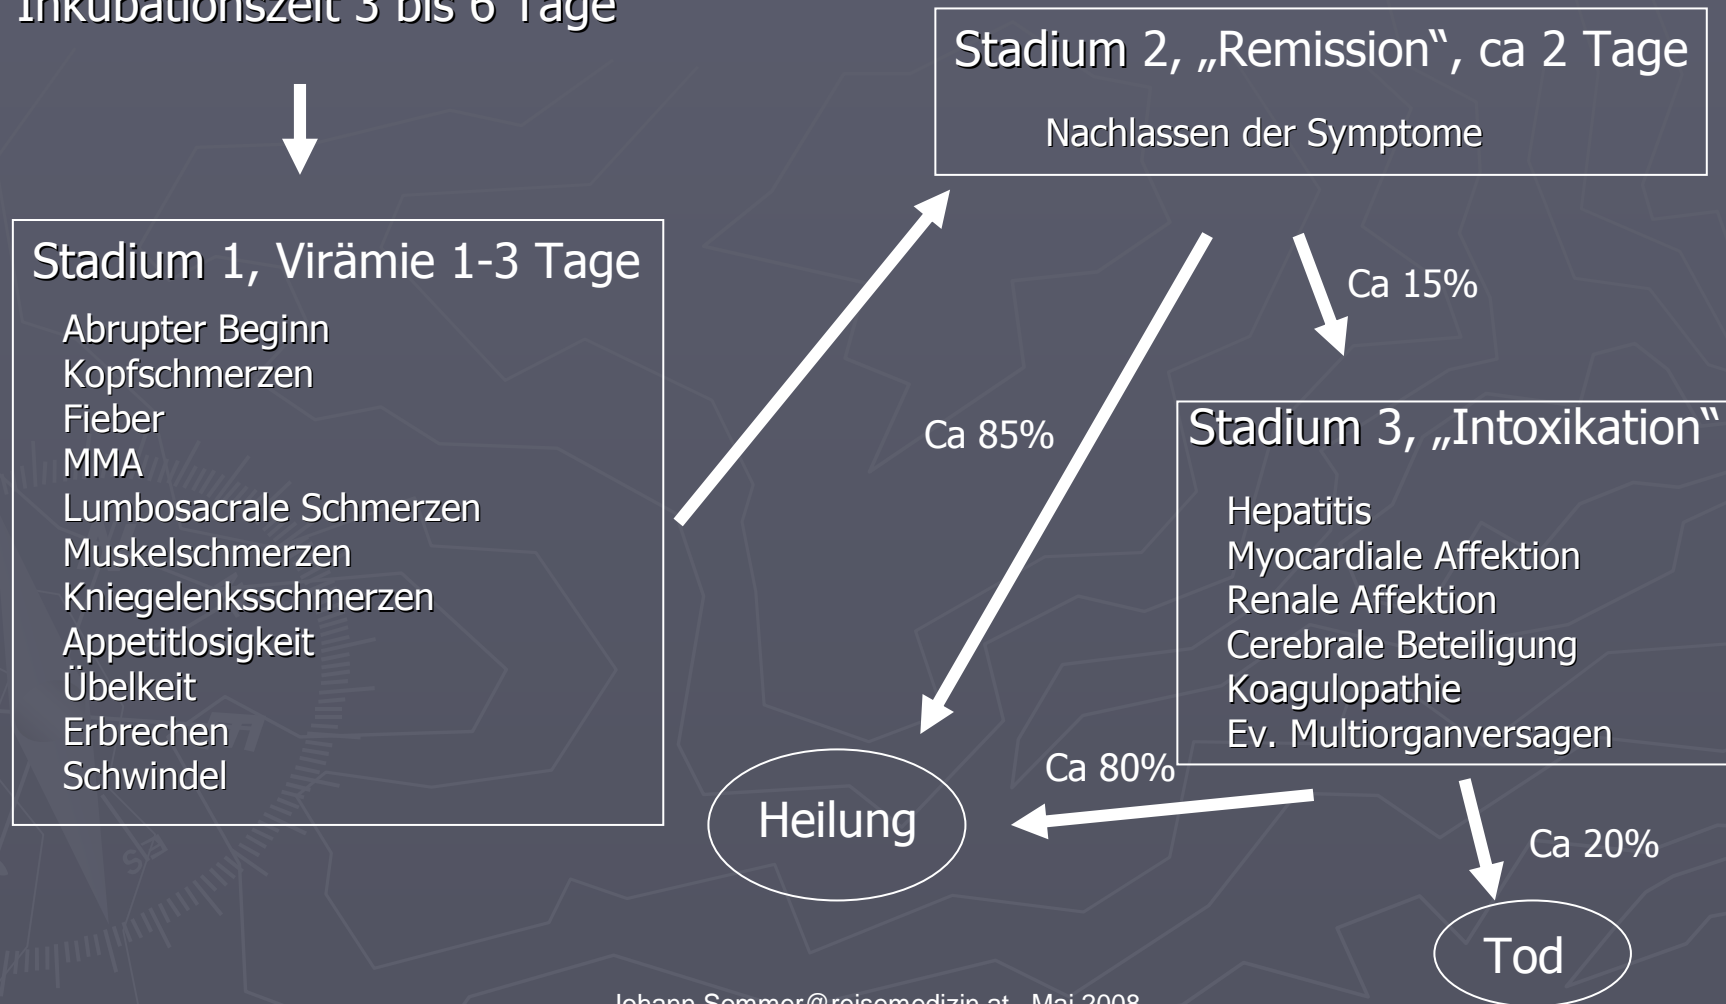 Inkubationszeit 3 bis 6 Tage
Stadium 1, Virämie 1-3 Tage
Abrupter Beginn
Kopfschmerzen
Fieber
MMA
Lumbosacrale Schmerzen
Muskelschmerzen
Kniegelenksschmerzen
Appetitlosigkeit
Übelkeit
Erbrechen
Schwindel
Stadium 2, „Remission“, ca 2 Tage
Nachlassen der Symptome
Ca 15%
Ca 85%
Stadium 3, „Intoxikation“
Hepatitis
Myocardiale Affektion
Renale Affektion
Cerebrale Beteiligung
Koagulopathie
Ev. Multiorganversagen
Ca 80%
Heilung
Ca 20%
Tod
Johann.Sommer@reisemedizin.at Mai 2008